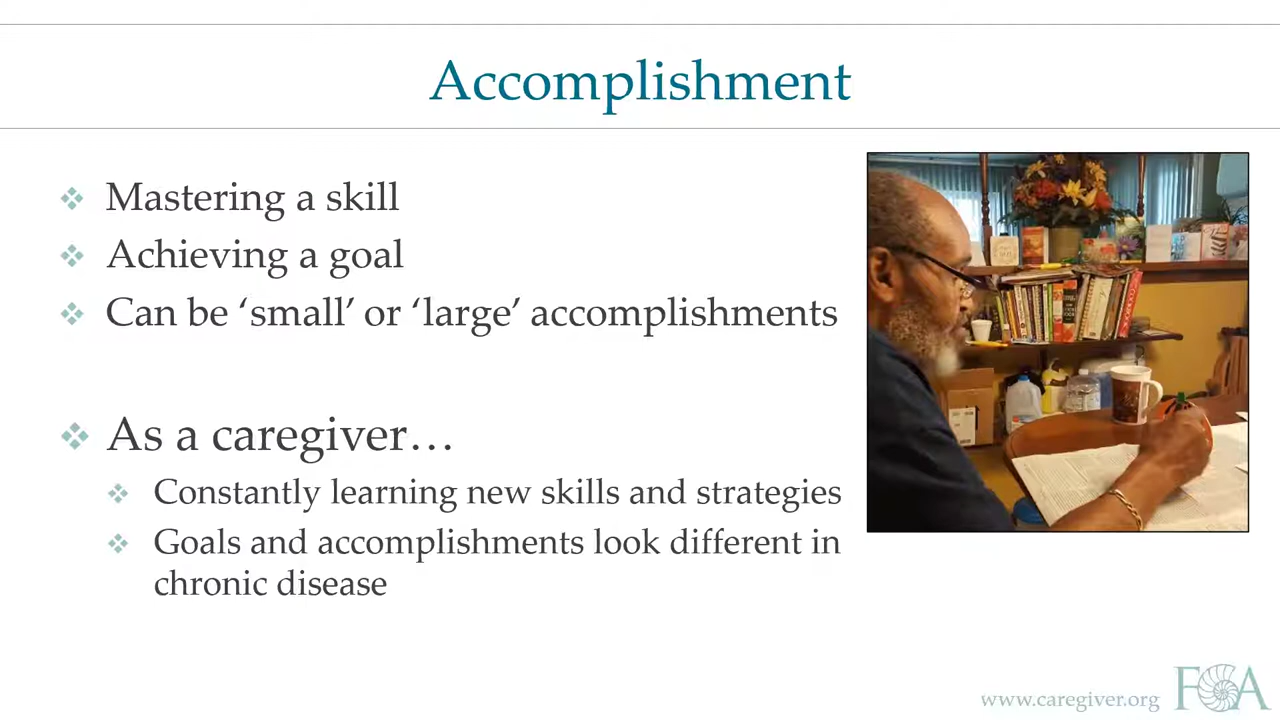 Accomplishment
Mastering a skill
Achieving a goal
Can be ‘small’ or ‘large’ accomplishments
As a caregiver…
Constantly learning new skills and strategies
Goals and accomplishments look different in
chronic disease
www.caregiver.org
FCA